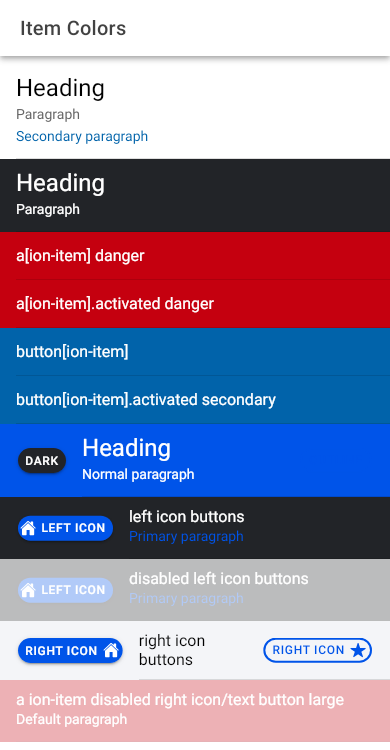 Item Colors
Heading
Paragraph
Secondary paragraph
Heading
Paragraph
a[ion-item] danger
a[ion-item].activated danger
button[ion-item]
button[ion-item].activated secondary
DARK
Heading
Normal paragraph
LEFT ICON
left icon buttons
Primary paragraph
LEFT ICON
disabled left icon buttons
Primary paragraph
RIGHT ICON
right icon
buttons
RIGHT ICON
a ion-item disabled right icon/text button large
Default paragraph